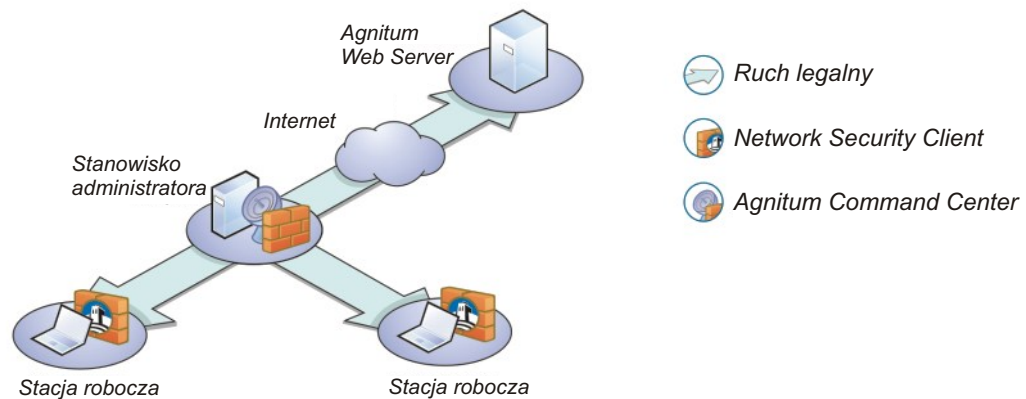 Agnitum
Web Server
Internet
Stanowisko
administratora
Stacja robocza
Stacja robocza
Ruch legalny
Network Security Client
Agnitum Command Center